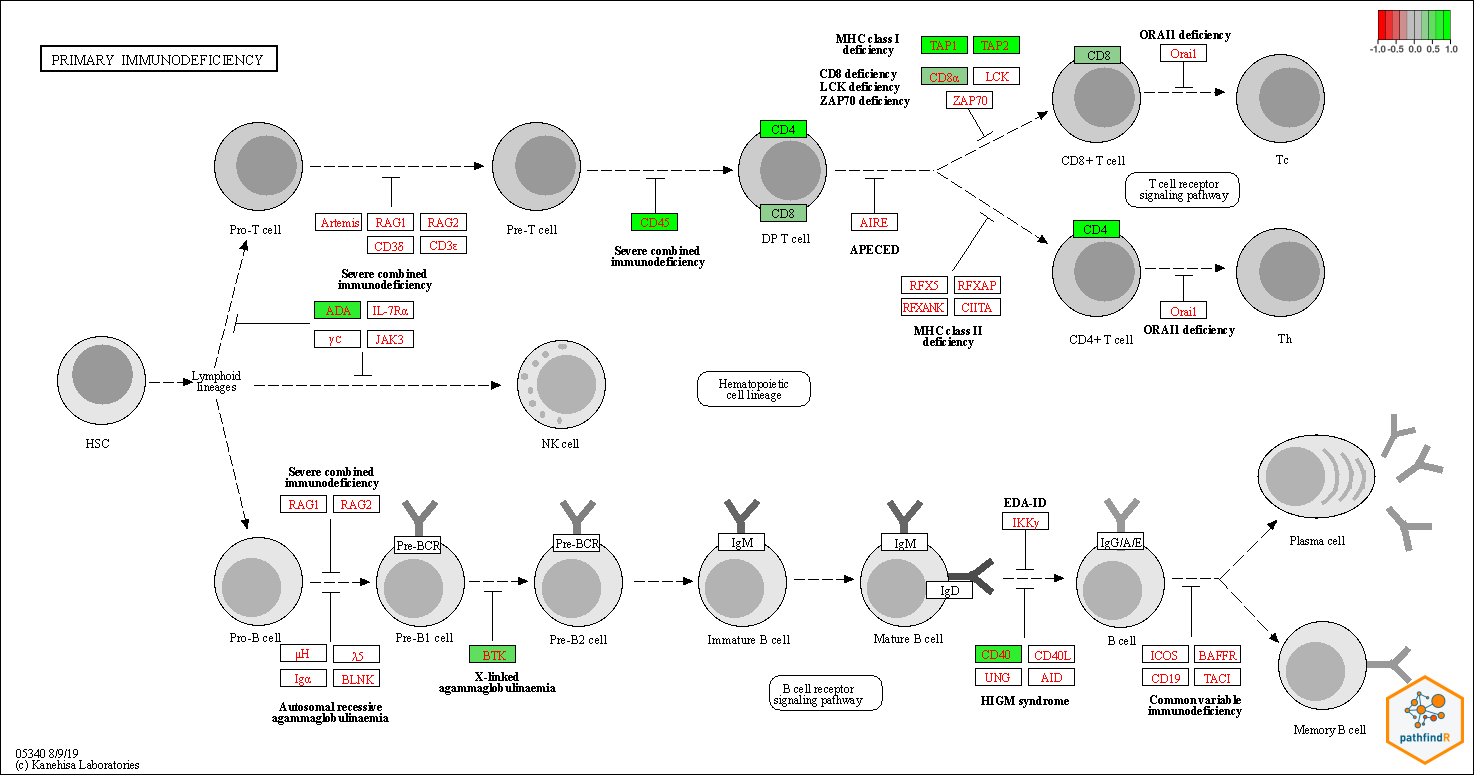 PRIMARY IMMUNODEFICIENCY
MHC class I
deficiency
TAP1
TAP2
CD8 deficiency
LCK deficiency
ZAP70 deficiency
CD8α
LCK
ZAP70
CD8
CD8+ T cell
ORAI1 deficiency
Orai1
Tc
-1.0 -0.5 0.0 0.5 1.0
Pro-T cell
Artemis
RAG1
RAG2
CD3δ
CD3ε
Severe combined
immunodeficiency
Pre-T cell
CD45
Severe combined
immunodeficiency
CD4
CD8
DP T cell
AIRE
APECED
T cell receptor
signaling pathway
CD4
CD4+ T cell
RFX5
RFXAP
RFXANK
CIITA
MHC class II
deficiency
Orai1
ORAI1 deficiency
Th
ADA
IL-7Rα
γc
JAK3
HSC
Lymphoid
lineages
NK cell
Hematopoietic
cell lineage
Severe combined
immunodeficiency
RAG1
RAG2
Pro-B cell
μH
λ5
Igα
BLNK
Autosomal recessive
agammaglobulinaemia
Pre-BCR
Pre-B1 cell
BTK
X-linked
agammaglobulinaemia
Pre-BCR
Pre-B2 cell
IgM
Immature B cell
IgM
IgD
Mature B cell
B cell receptor
signaling pathway
EDA-ID
IKKγ
CD40
CD40L
UNG
AID
HIGM syndrome
IgG/A/E
B cell
ICOS
BAFFR
CD19
TACI
Common variable
immunodeficiency
Plasma cell
Memory B cell
pathfindR
05340 8/9/19
(c) Kanehisa Laboratories